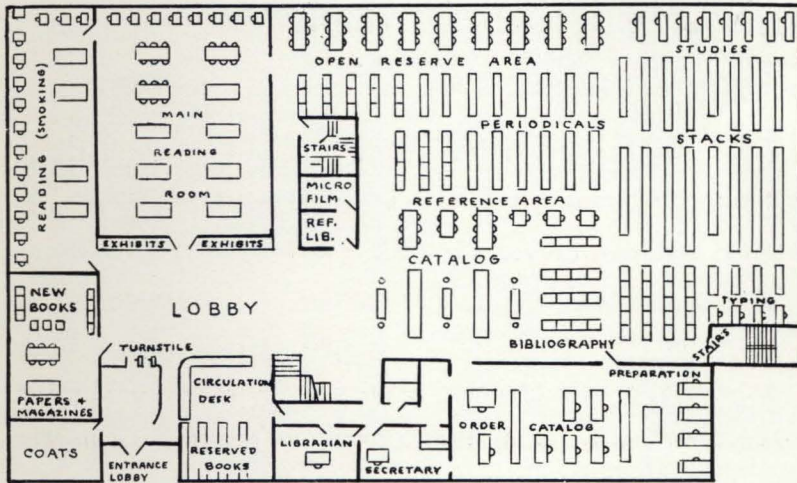 STUDIES
OPEN RESERVE AREA
READING (SMOKING)
MAIN
READING
ROOM
PERIODICALS
STAIRS
STACKS
MICRO
FILM
REF.
LIB.
REFERENCE AREA
EXHIBITS
EXHIBITS
CATALOG
NEW
BOOKS
LOBBY
TYPING
TURNSTILE
BIBLIOGRAPHY
STAIRS
CIRCULATION
DESK
PREPARATION
PAPERS +
MAGAZINES
ORDER
CATALOG
COATS
ENTRANCE
LOBBY
RESERVED
BOOKS
LIBRARIAN
SECRETARY